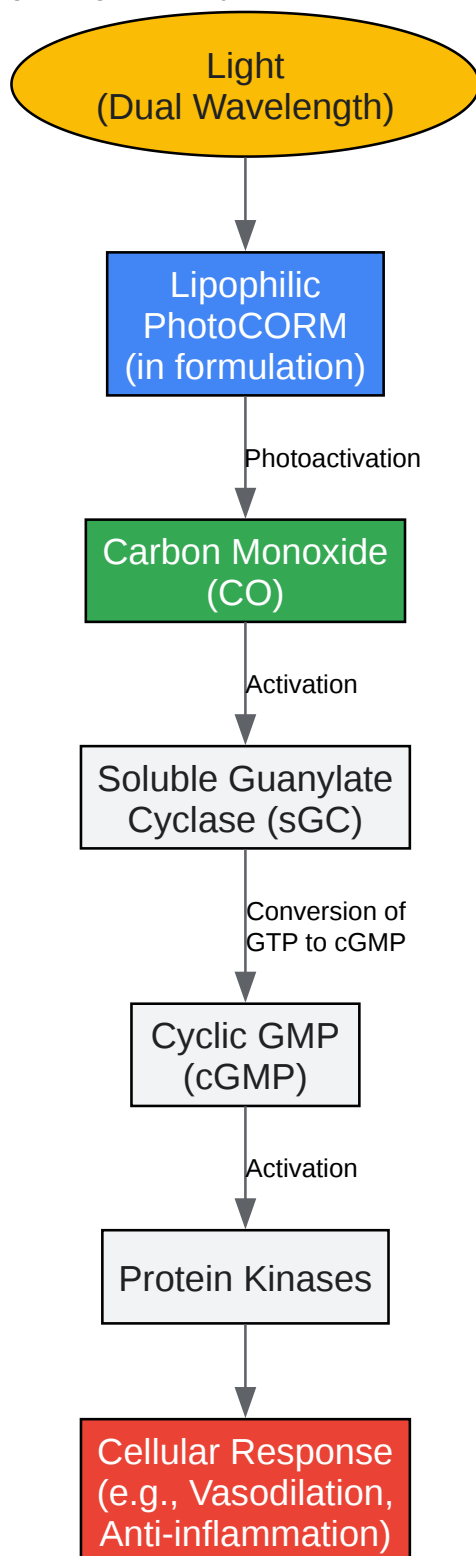 Light
(Dual Wavelength)
Lipophilic
PhotoCORM
(in formulation)
Photoactivation
Carbon Monoxide
(CO)
Activation
Soluble Guanylate
Cyclase (sGC)
Conversion of
GTP to cGMP
Cyclic GMP
(cGMP)
Activation
Protein Kinases
Cellular Response
(e.g., Vasodilation,
Anti-inflammation)